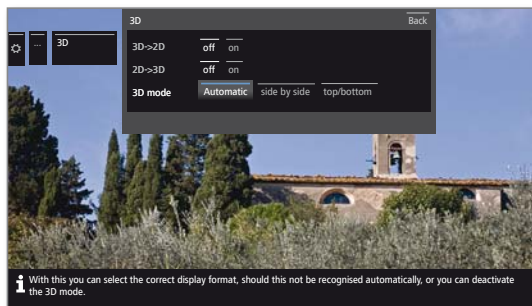 3D
Back
...
3D
3D->2D off on
2D->3D off on
3D mode Automatic side by side top/bottom
With this you can select the correct display format, should this not be recognised automatically, or you can deactivate
the 3D mode.